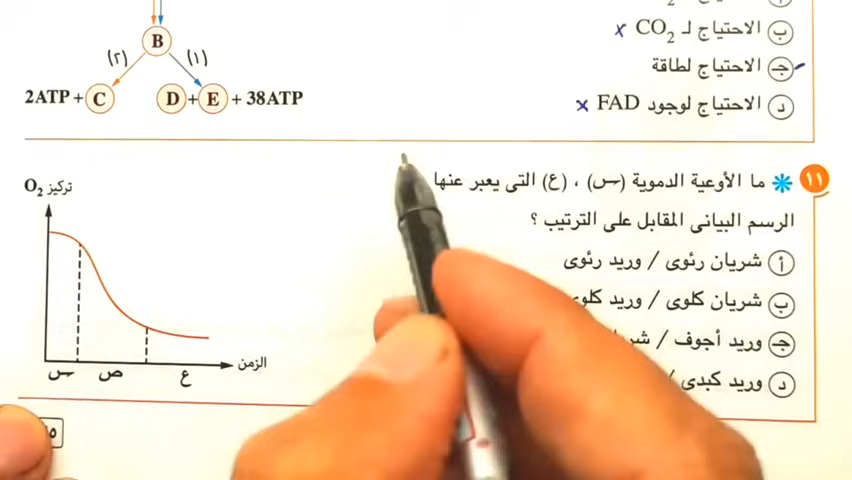 ب الاحتياج لـ CO2 x
جـ الاحتياج لطاقة
د الاحتياج لوجود FAD x
B
(٢) (١)
2ATP + C D + E + 38ATP
١١ ما الأوعية الدموية (س) ، (ع) التى يعبر عنها
الرسم البيانى المقابل على الترتيب ؟
أ شريان رئوى / وريد رئوى
ب شريان كلوى / وريد
جـ وريد أجوف /
د وريد كبدى /
تركيز O2
الزمن
س ص ع